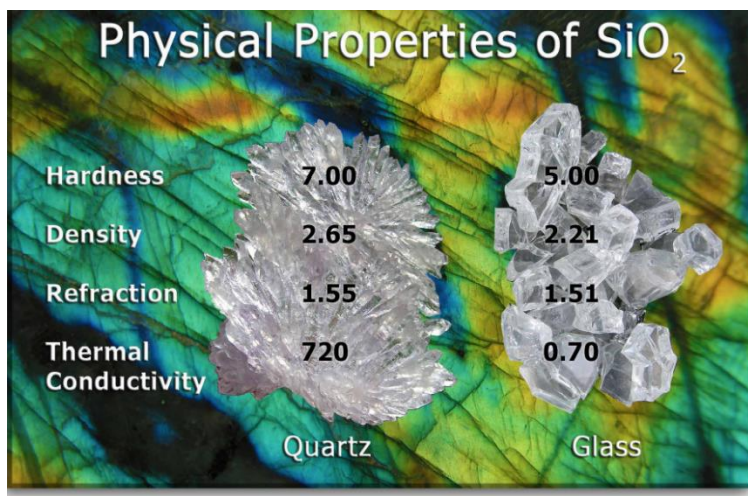 Physical Properties of SiO₂
Hardness 7.00 5.00
Density 2.65 2.21
Refraction 1.55 1.51
Thermal
Conductivity 720 0.70
Quartz Glass